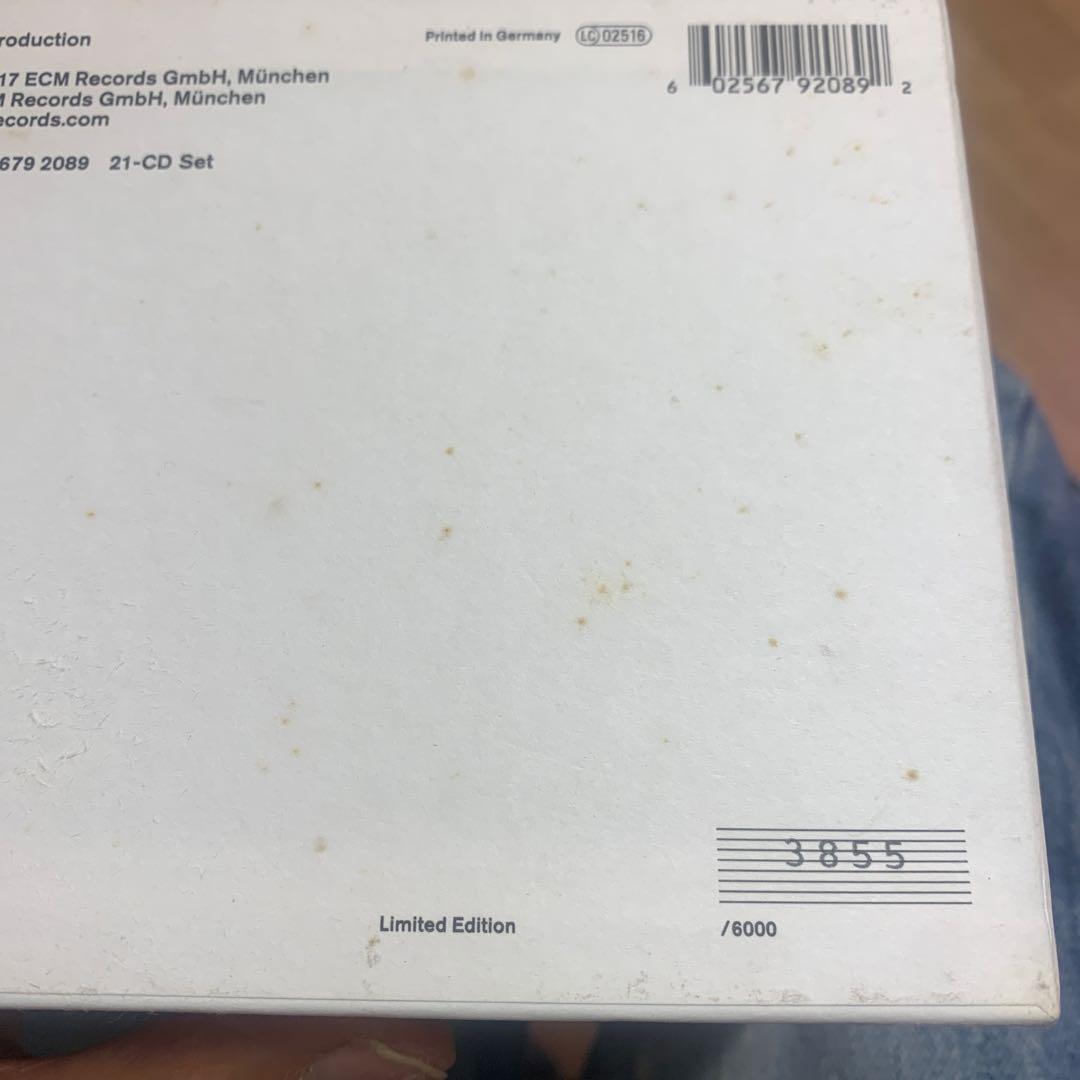 roduction
Printed in Germany LC 02516
17 ECM Records GmbH, München
M Records GmbH, München
ecords.com
679 2089 21-CD Set
6 02567 92089 2
3855
Limited Edition /6000